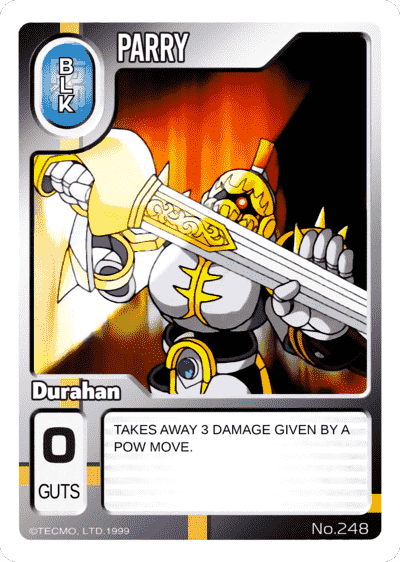 PARRY
BLK
Durahan
0
GUTS
TAKES AWAY 3 DAMAGE GIVEN BY A
POW MOVE.
©TECMO, LTD.1999
No.248